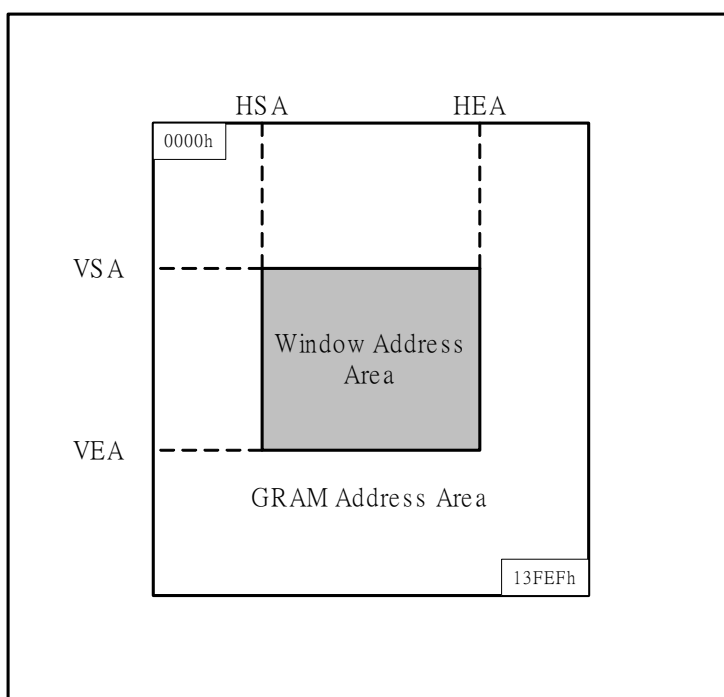 HSA HEA
0000h
VSA
Window Address
Area
VEA
GRAM Address Area
13FEFh